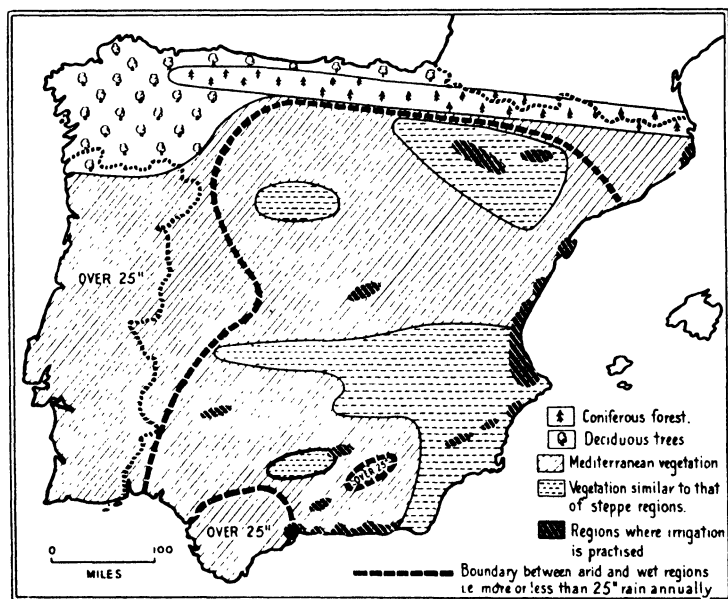 OVER 25"
OVER 25"
OVER 25"
Coniferous forest.
Deciduous trees
Mediterranean vegetation
Vegetation similar to that
of steppe regions.
Regions where irrigation
is practised
0 100
MILES
Boundary between arid and wet regions
i.e more or less than 25" rain annually